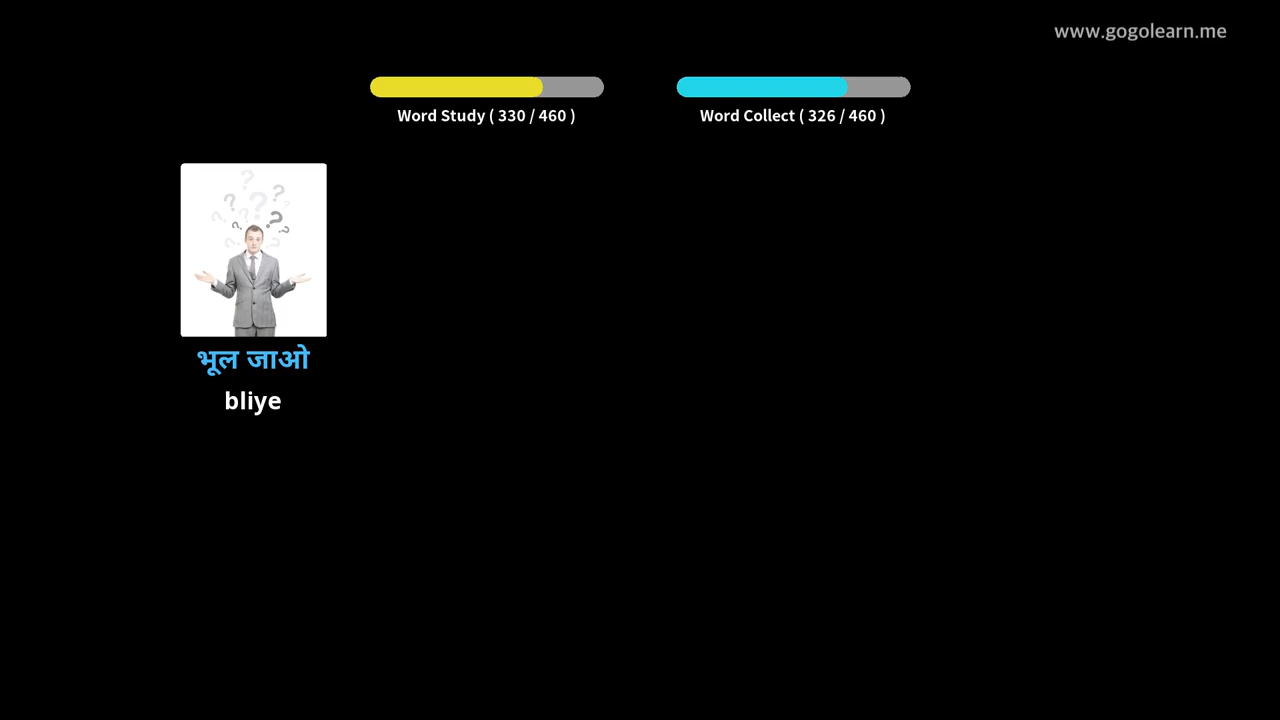 www.gogolearn.me
Word Study ( 330 / 460 )
Word Collect ( 326 / 460 )
भूल जाओ
bliye